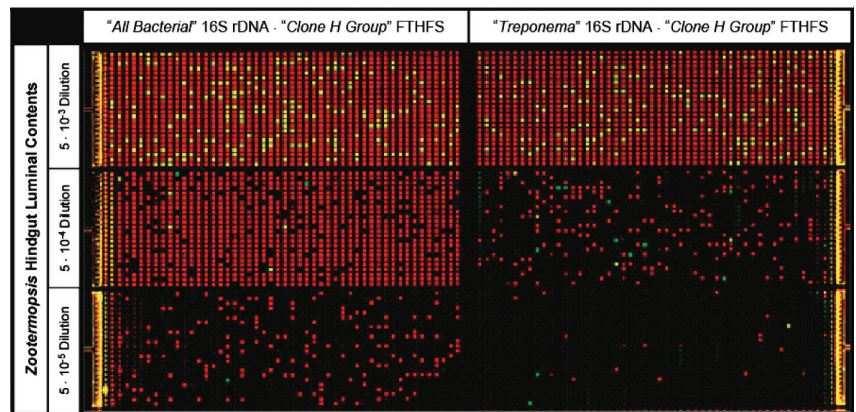 "All Bacterial" 16S rDNA · "Clone H Group" FTHFS
"Treponema" 16S rDNA · "Clone H Group" FTHFS
Zootermopsis Hindgut Luminal Contents
5 · 10⁻³ Dilution
5 · 10⁻⁴ Dilution
5 · 10⁻⁵ Dilution